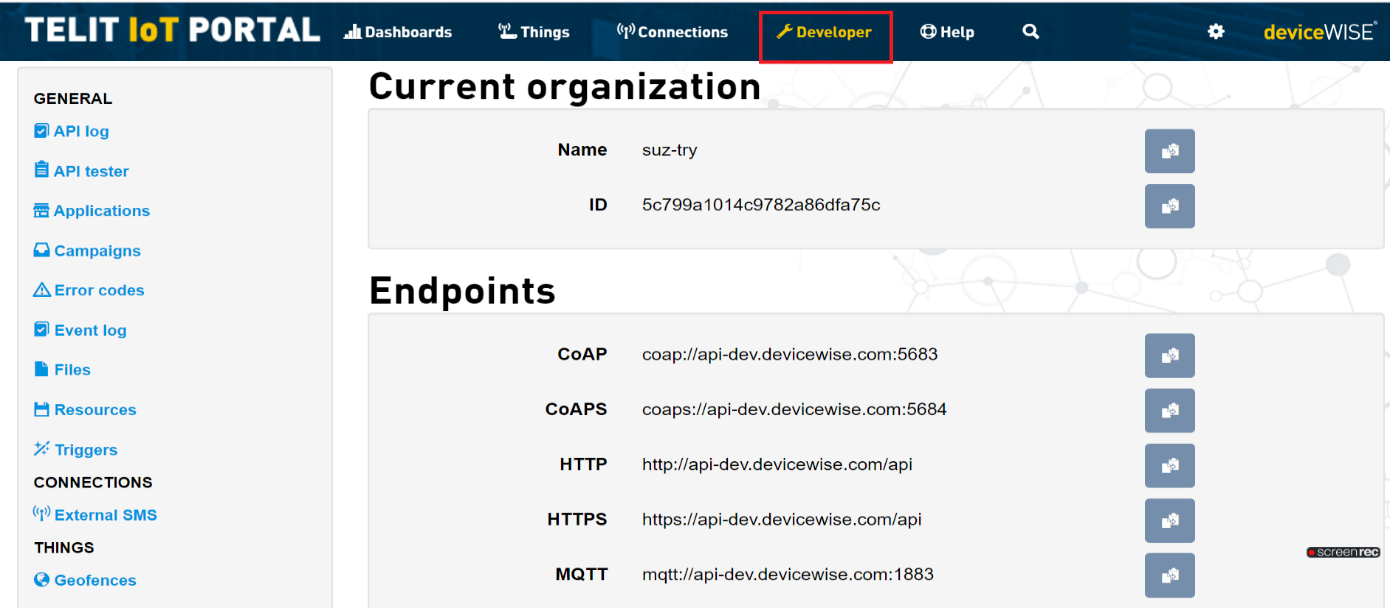 TELIT IoT PORTAL Dashboards Things Connections Developer Help deviceWISE®
GENERAL
API log
API tester
Applications
Campaigns
Error codes
Event log
Files
Resources
Triggers
CONNECTIONS
External SMS
THINGS
Geofences
Current organization
Name suz-try
ID 5c799a1014c9782a86dfa75c
Endpoints
CoAP coap://api-dev.devicewise.com:5683
CoAPS coaps://api-dev.devicewise.com:5684
HTTP http://api-dev.devicewise.com/api
HTTPS https://api-dev.devicewise.com/api
MQTT mqtt://api-dev.devicewise.com:1883
screenrec